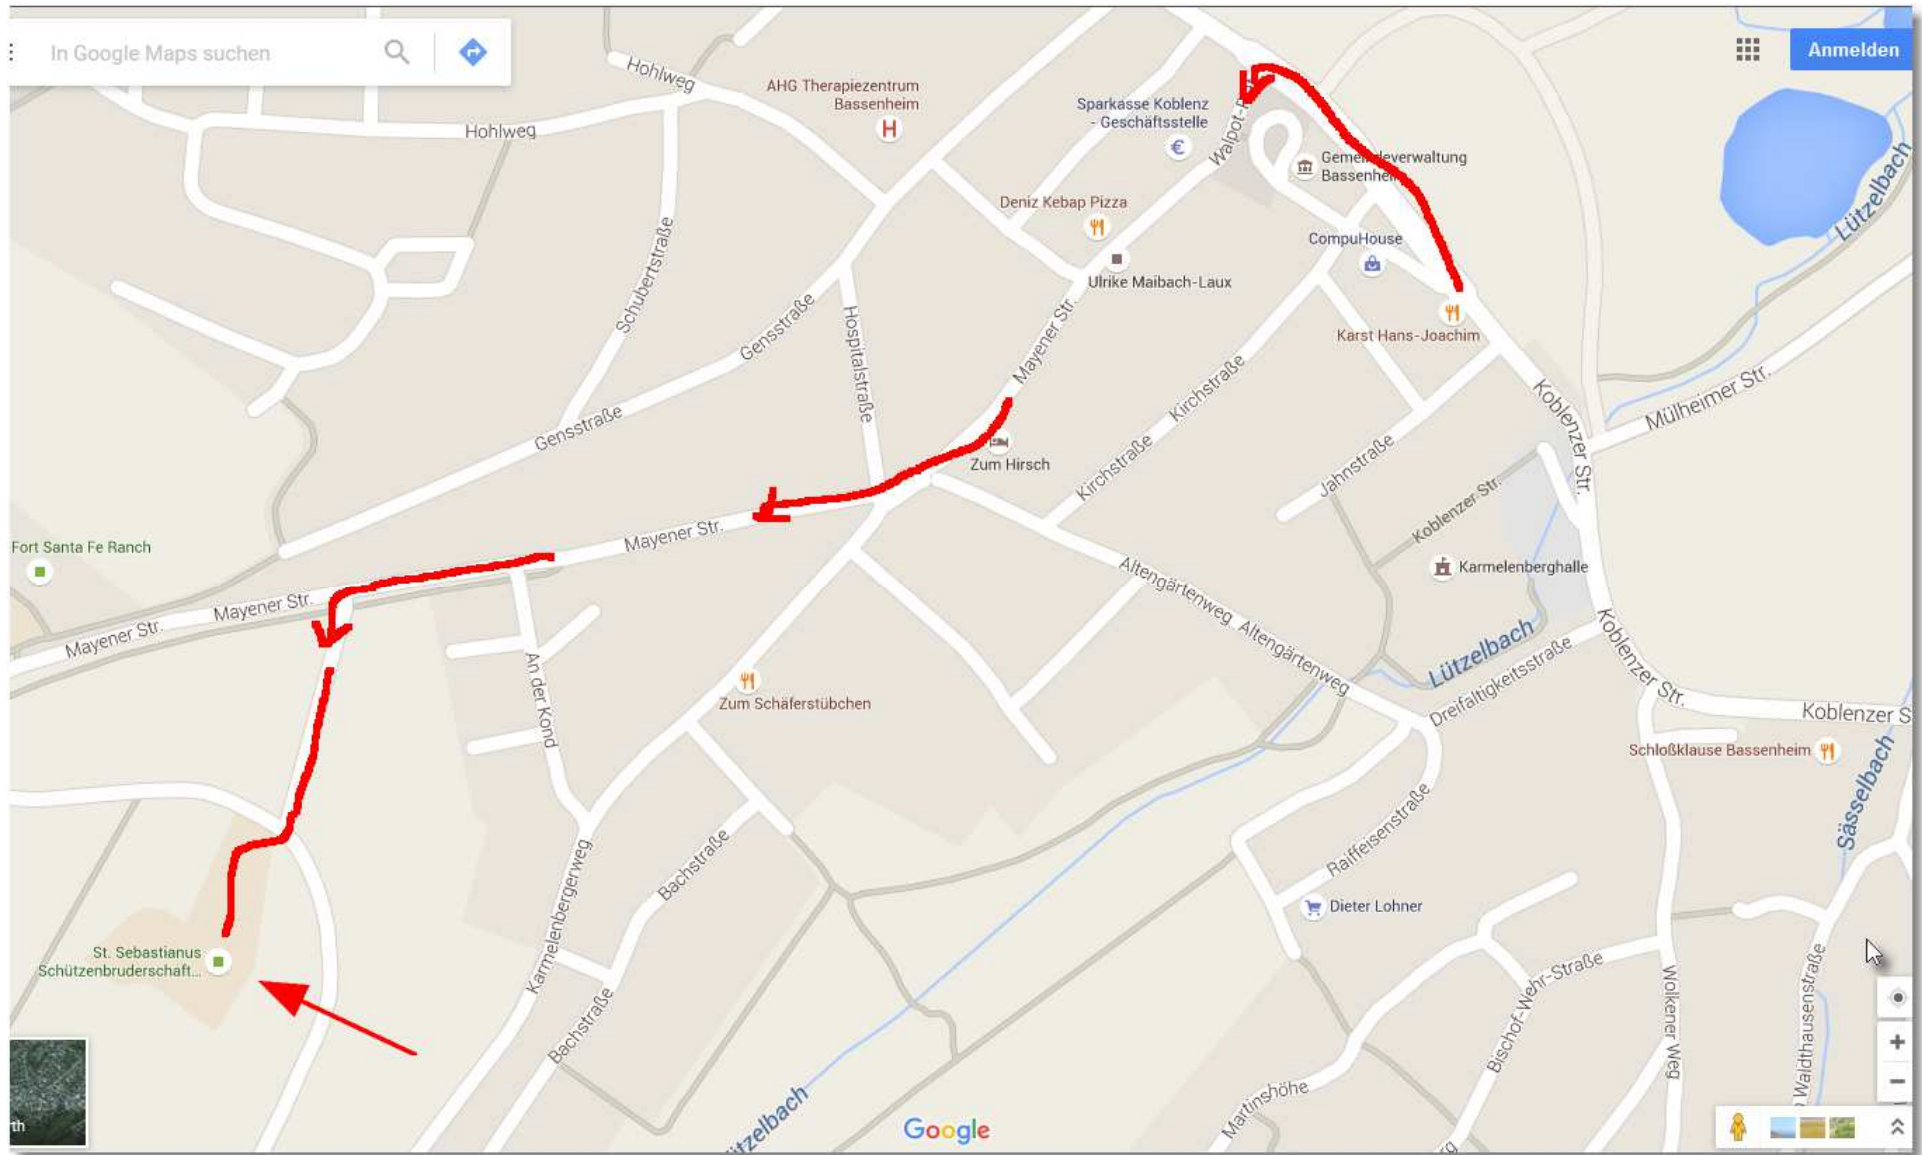 In Google Maps suchen
Anmelden
Hohlweg
Hohlweg
AHG Therapiezentrum
Bassenheim
H
Sparkasse Koblenz
- Geschäftsstelle
€
Gemeindeverwaltung
Bassenheim
Deniz Kebap Pizza
CompuHouse
Ulrike Maibach-Laux
Karst Hans-Joachim
Lützelbach
Schubertstraße
Gensstraße
Gensstraße
Hospitalstraße
Mayener Str.
Kirchstraße
Kirchstraße
Jahnstraße
Koblenzer Str.
Mülheimer Str.
Zum Hirsch
Koblenzer Str.
Karmelenberghalle
Fort Santa Fe Ranch
Mayener Str.
Mayener Str.
Mayener Str.
Altengärtenweg
Altengärtenweg
Lützelbach
Dreifaltigkeitsstraße
Koblenzer Str.
Koblenzer S
An der Kond
Zum Schäferstübchen
Schloßklause Bassenheim
Sässelbach
Raiffeisenstraße
Bachstraße
Karmelenbergerweg
Dieter Lohner
St. Sebastianus
Schützenbruderschaft...
Bachstraße
Bischof-Wehr-Straße
Wolkener Weg
Waldthausenstraße
Martinshöhe
ützelbach
Google
th